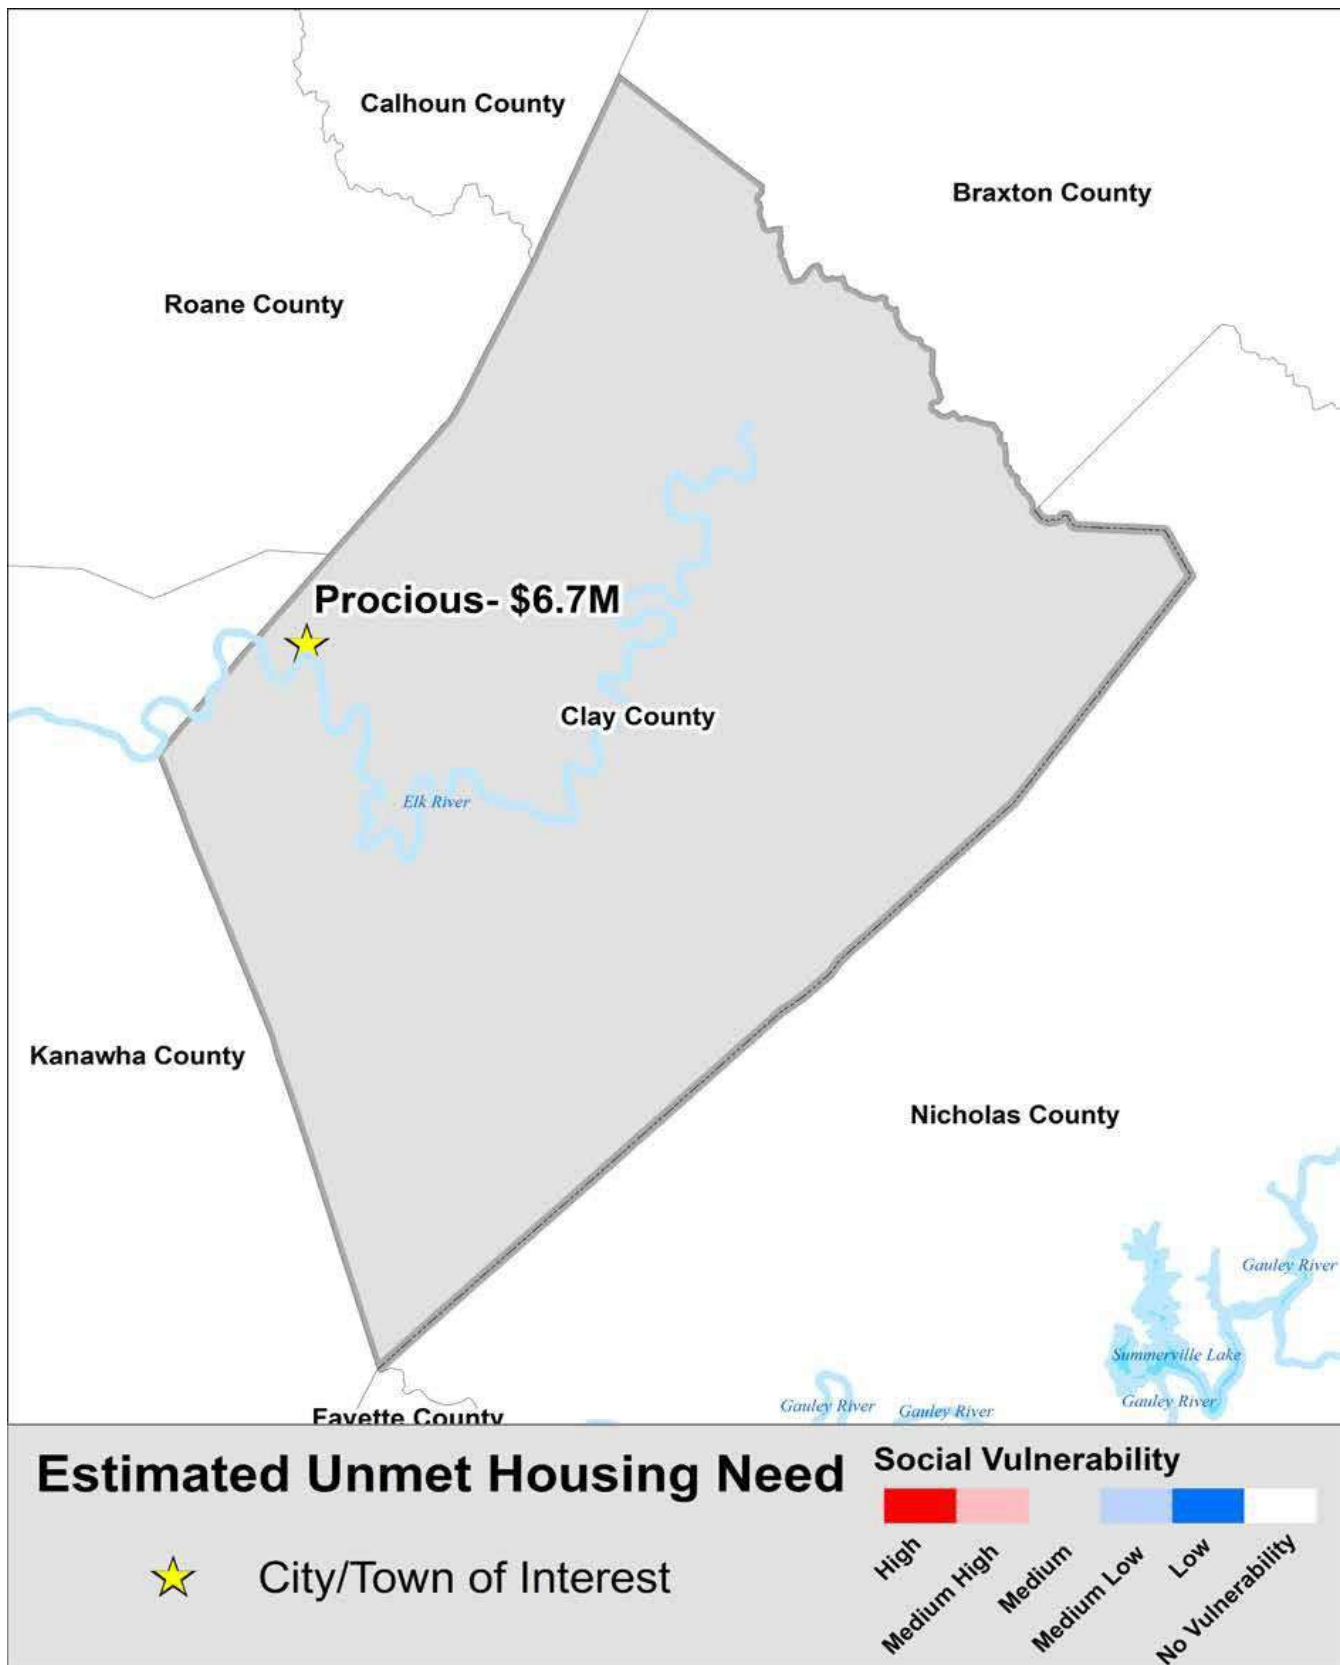 Calhoun County
Braxton County
Roane County
Procious- $6.7M
Clay County
Elk River
Kanawha County
Nicholas County
Gauley River
Summerville Lake
Gauley River
Gauley River
Gauley River
Fayette County
Estimated Unmet Housing Need
City/Town of Interest
Social Vulnerability
High
Medium High
Medium
Medium Low
Low
No Vulnerability